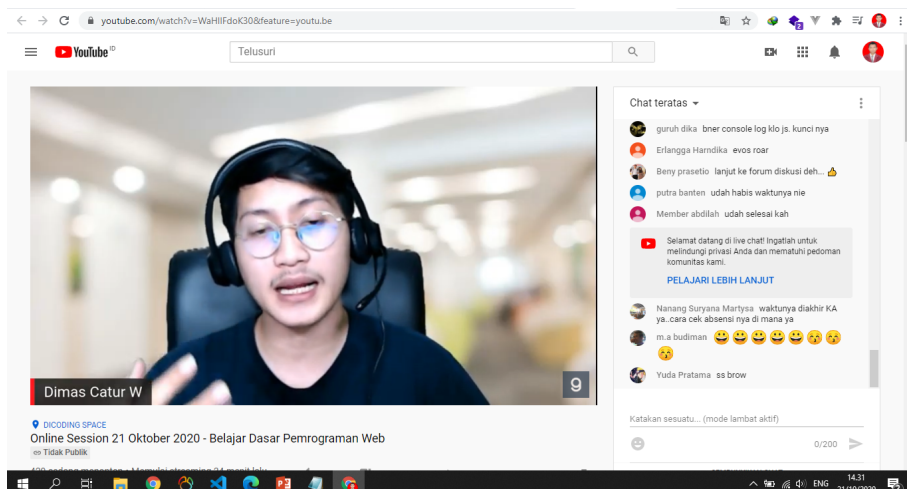 youtube.com/watch?v=WaHIIFdoK30&feature=youtu.be
YouTube ID
Telusuri
Dimas Catur W
9
DICODING SPACE
Online Session 21 Oktober 2020 - Belajar Dasar Pemrograman Web
Tidak Publik
Chat teratas
guruh dika bner console log klo js. kunci nya
Erlangga Harndika evos roar
Beny prasetio lanjut ke forum diskusi deh... 👍
putra banten udah habis waktunya nie
Member abdilah udah selesai kah
Selamat datang di live chat! Ingatlah untuk
melindungi privasi Anda dan mematuhi pedoman
komunitas kami.
PELAJARI LEBIH LANJUT
Nanang Suryana Martysa waktunya diakhir KA
ya..cara cek absensi nya di mana ya
m.a budiman 😀😀😀😀😀😚😚
😚
Yuda Pratama ss brow
Katakan sesuatu... (mode lambat aktif)
0/200
ENG
14.31
21/10/2020